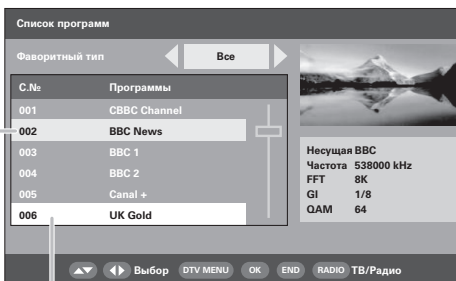 Список программ
Фаворитный тип
Все
С.№ Программы
001 CBBC Channel
002 BBC News
003 BBC 1
004 BBC 2
005 Canal +
006 UK Gold
Несущая BBC
Частота 538000 kHz
FFT 8K
GI 1/8
QAM 64
Выбор DTV MENU OK END RADIO ТВ/Радио